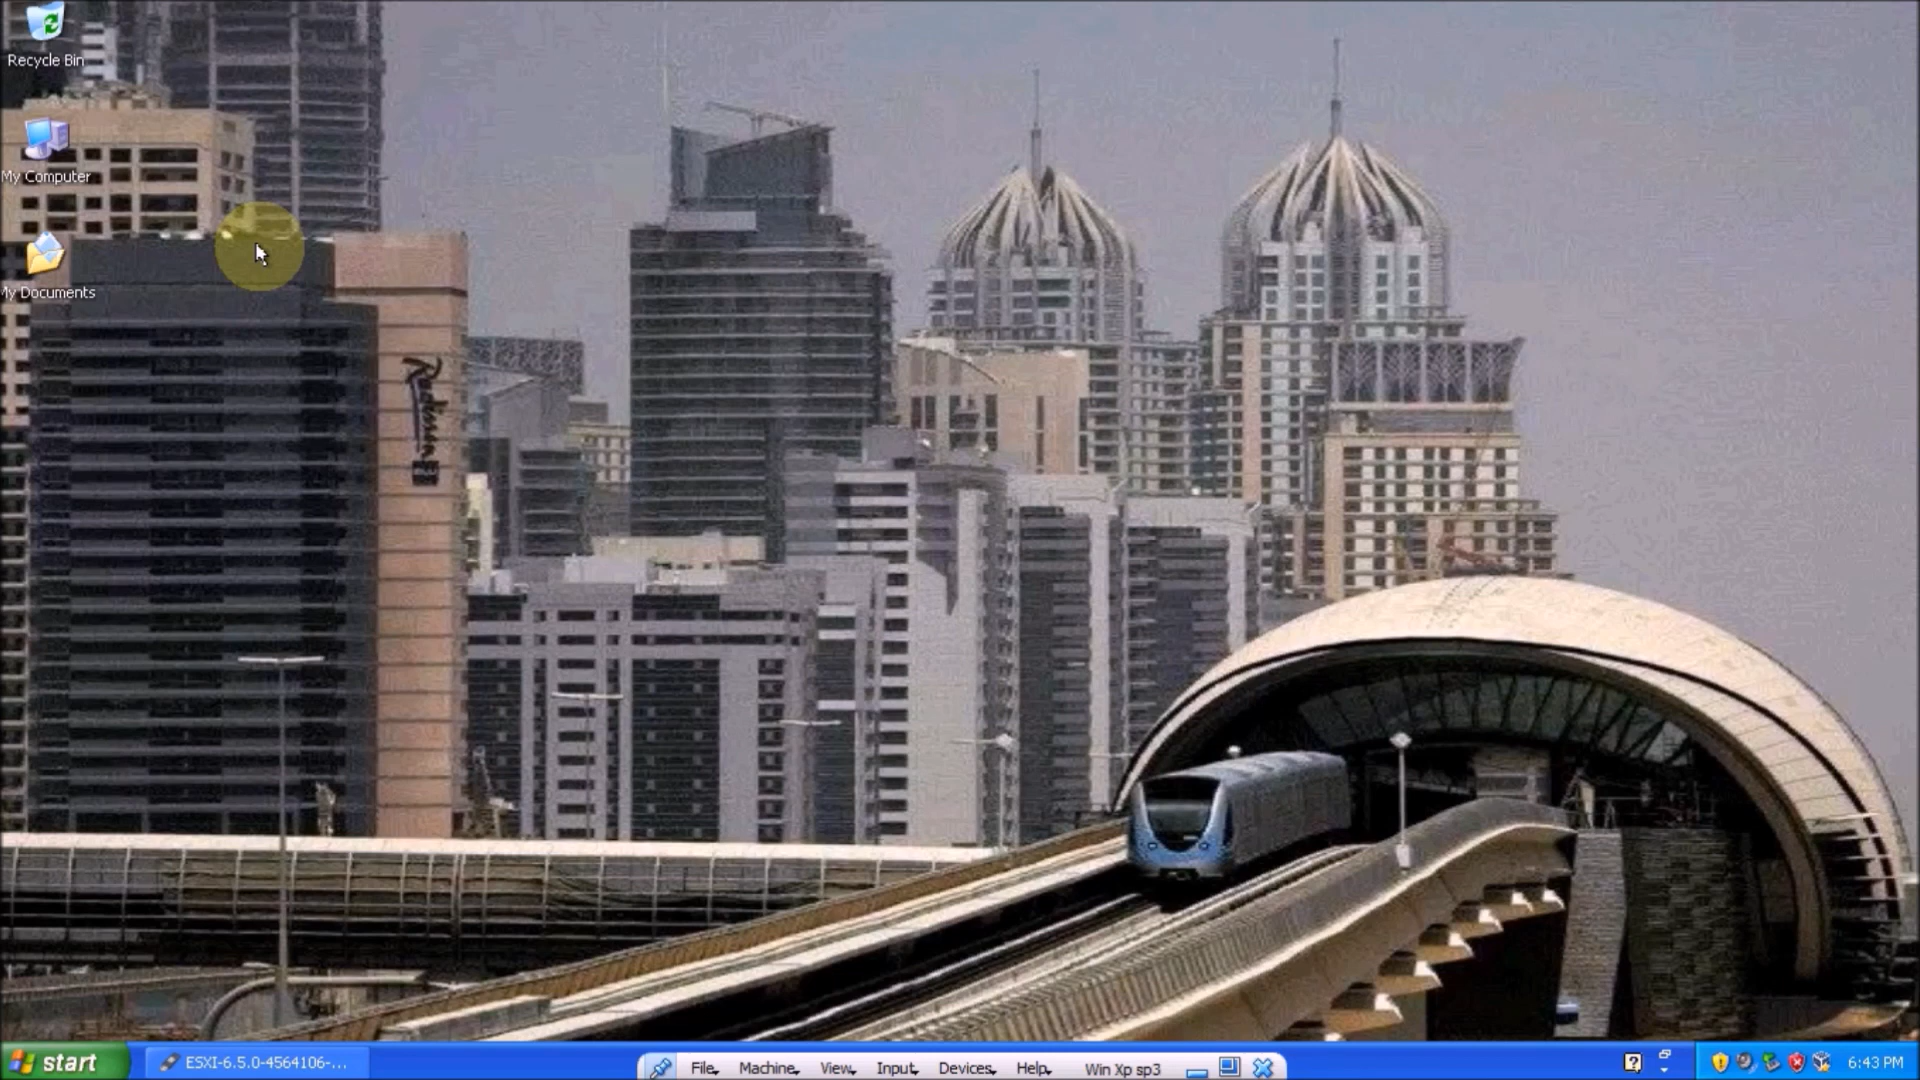 Recycle Bin
My Computer
My Documents
Radisson
start
ESXI-6.5.0-4564106-...
File
Machine
View
Input
Devices
Help
Win Xp sp3
6:43 PM